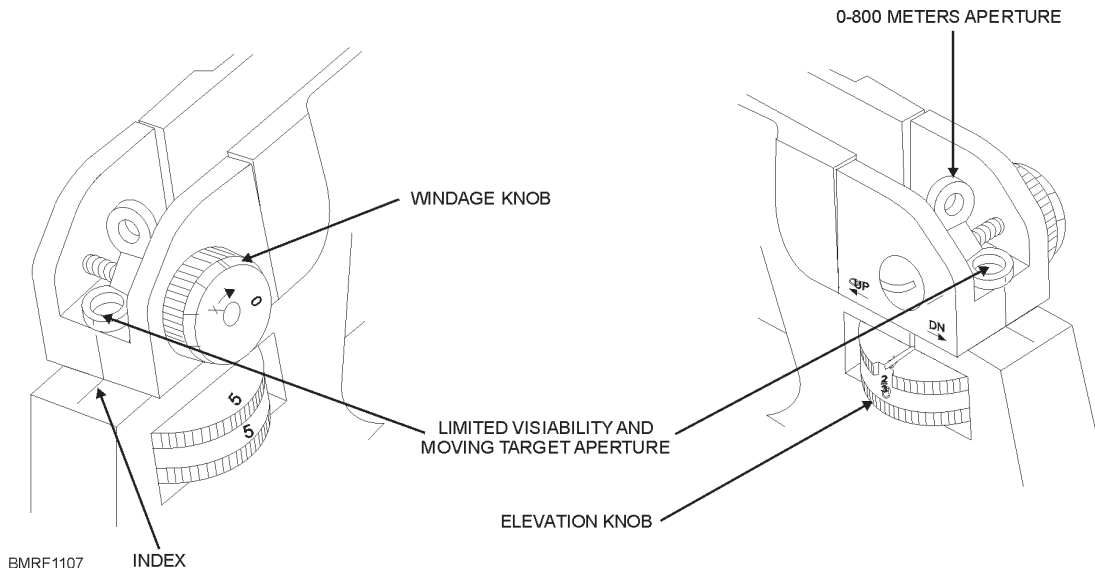 0-800 METERS APERTURE
WINDAGE KNOB
0
UP
DN
5
5
2
LIMITED VISIABILITY AND
MOVING TARGET APERTURE
ELEVATION KNOB
BMRF1107
INDEX